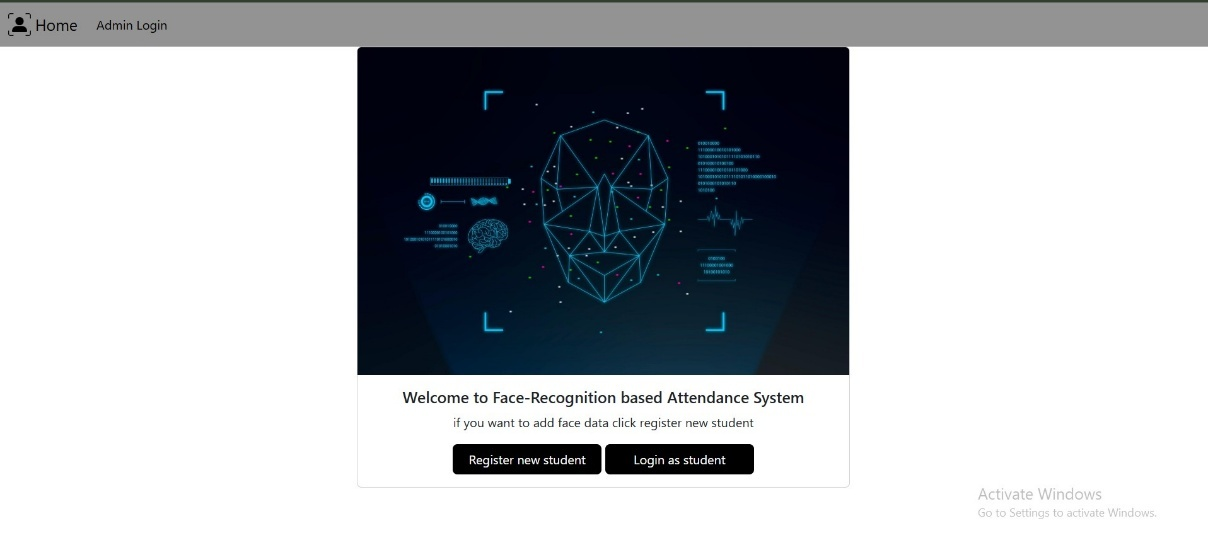 Home Admin Login
Welcome to Face-Recognition based Attendance System
if you want to add face data click register new student
Register new student Login as student
Activate Windows
Go to Settings to activate Windows.